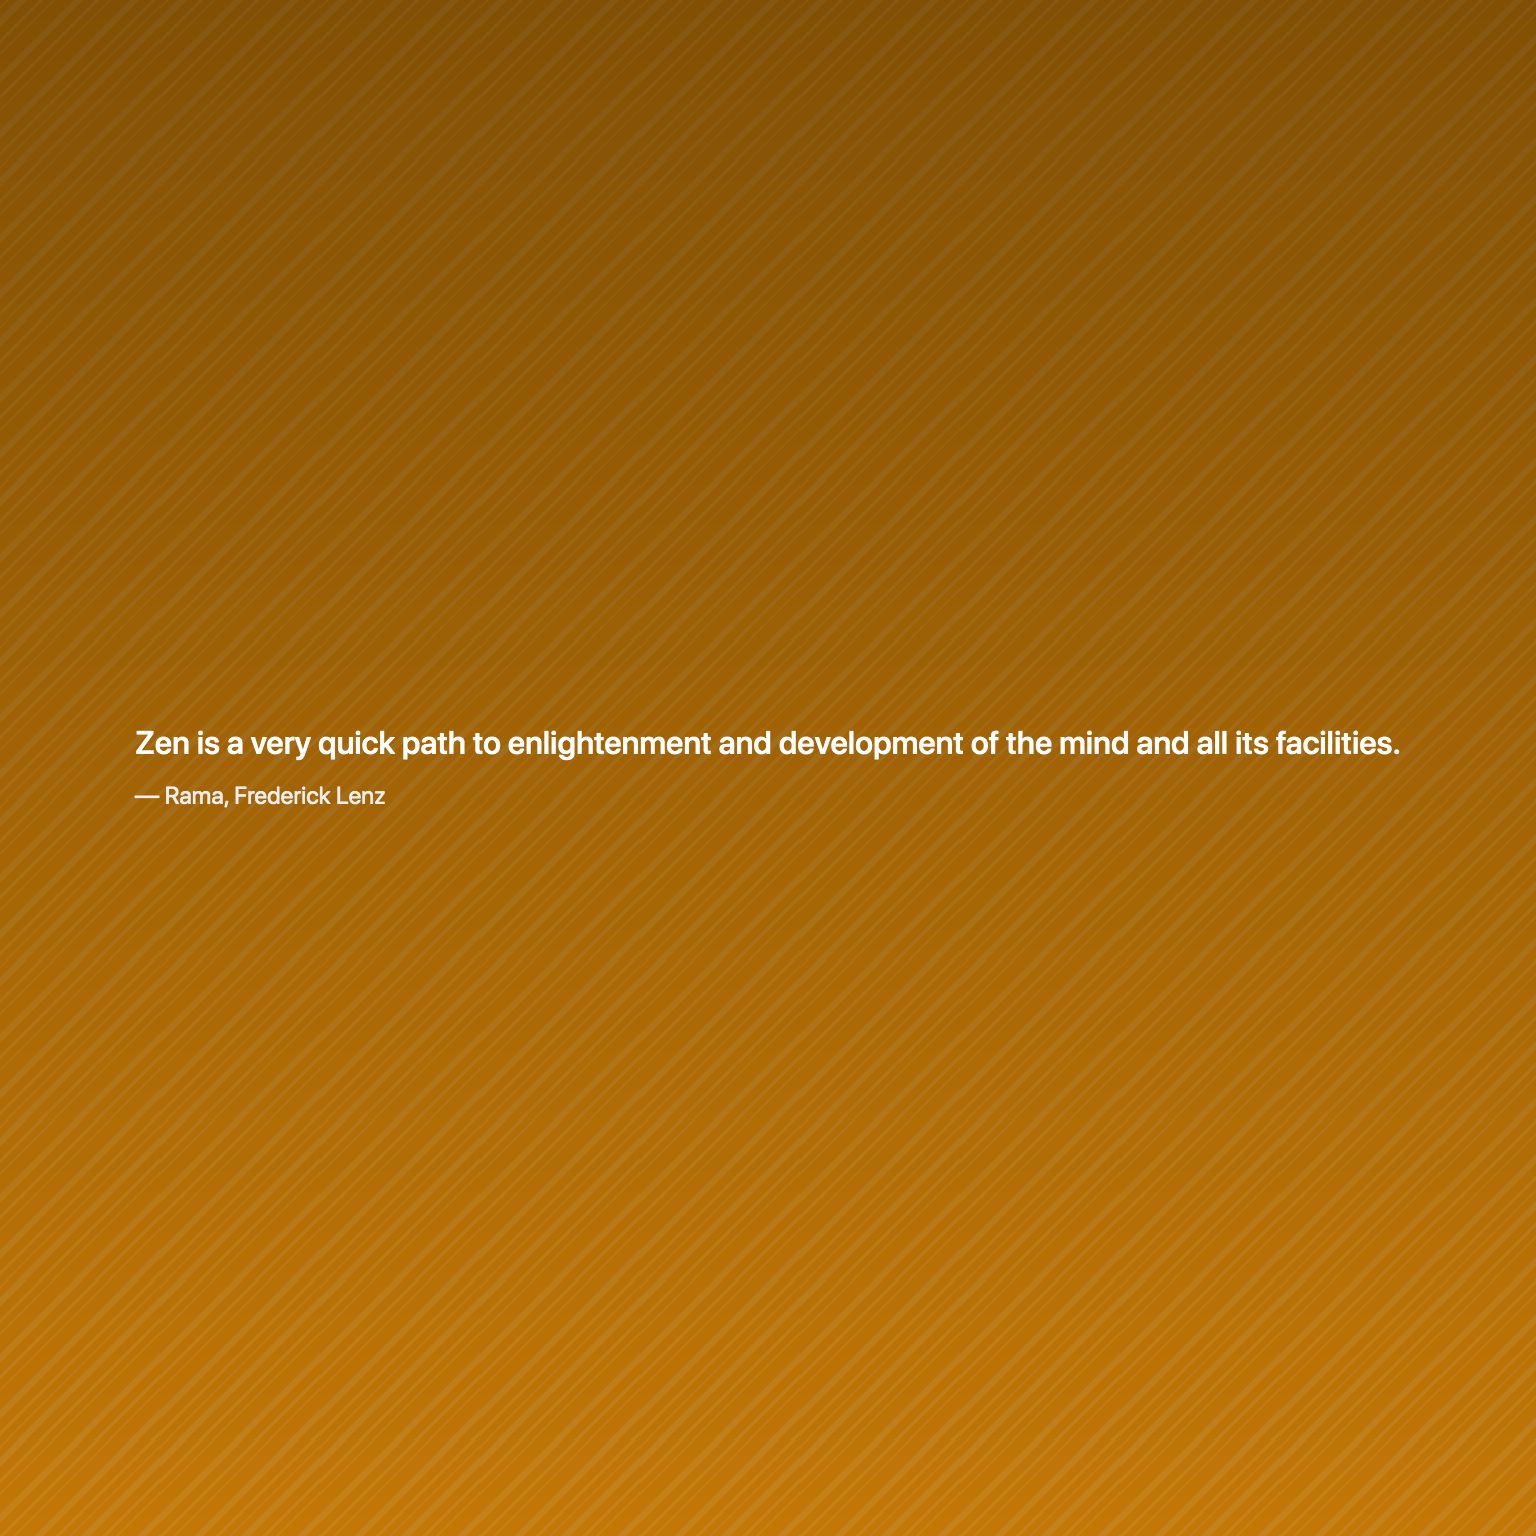 Zen is a very quick path to enlightenment and development of the mind and all its facilities.
— Rama, Frederick Lenz